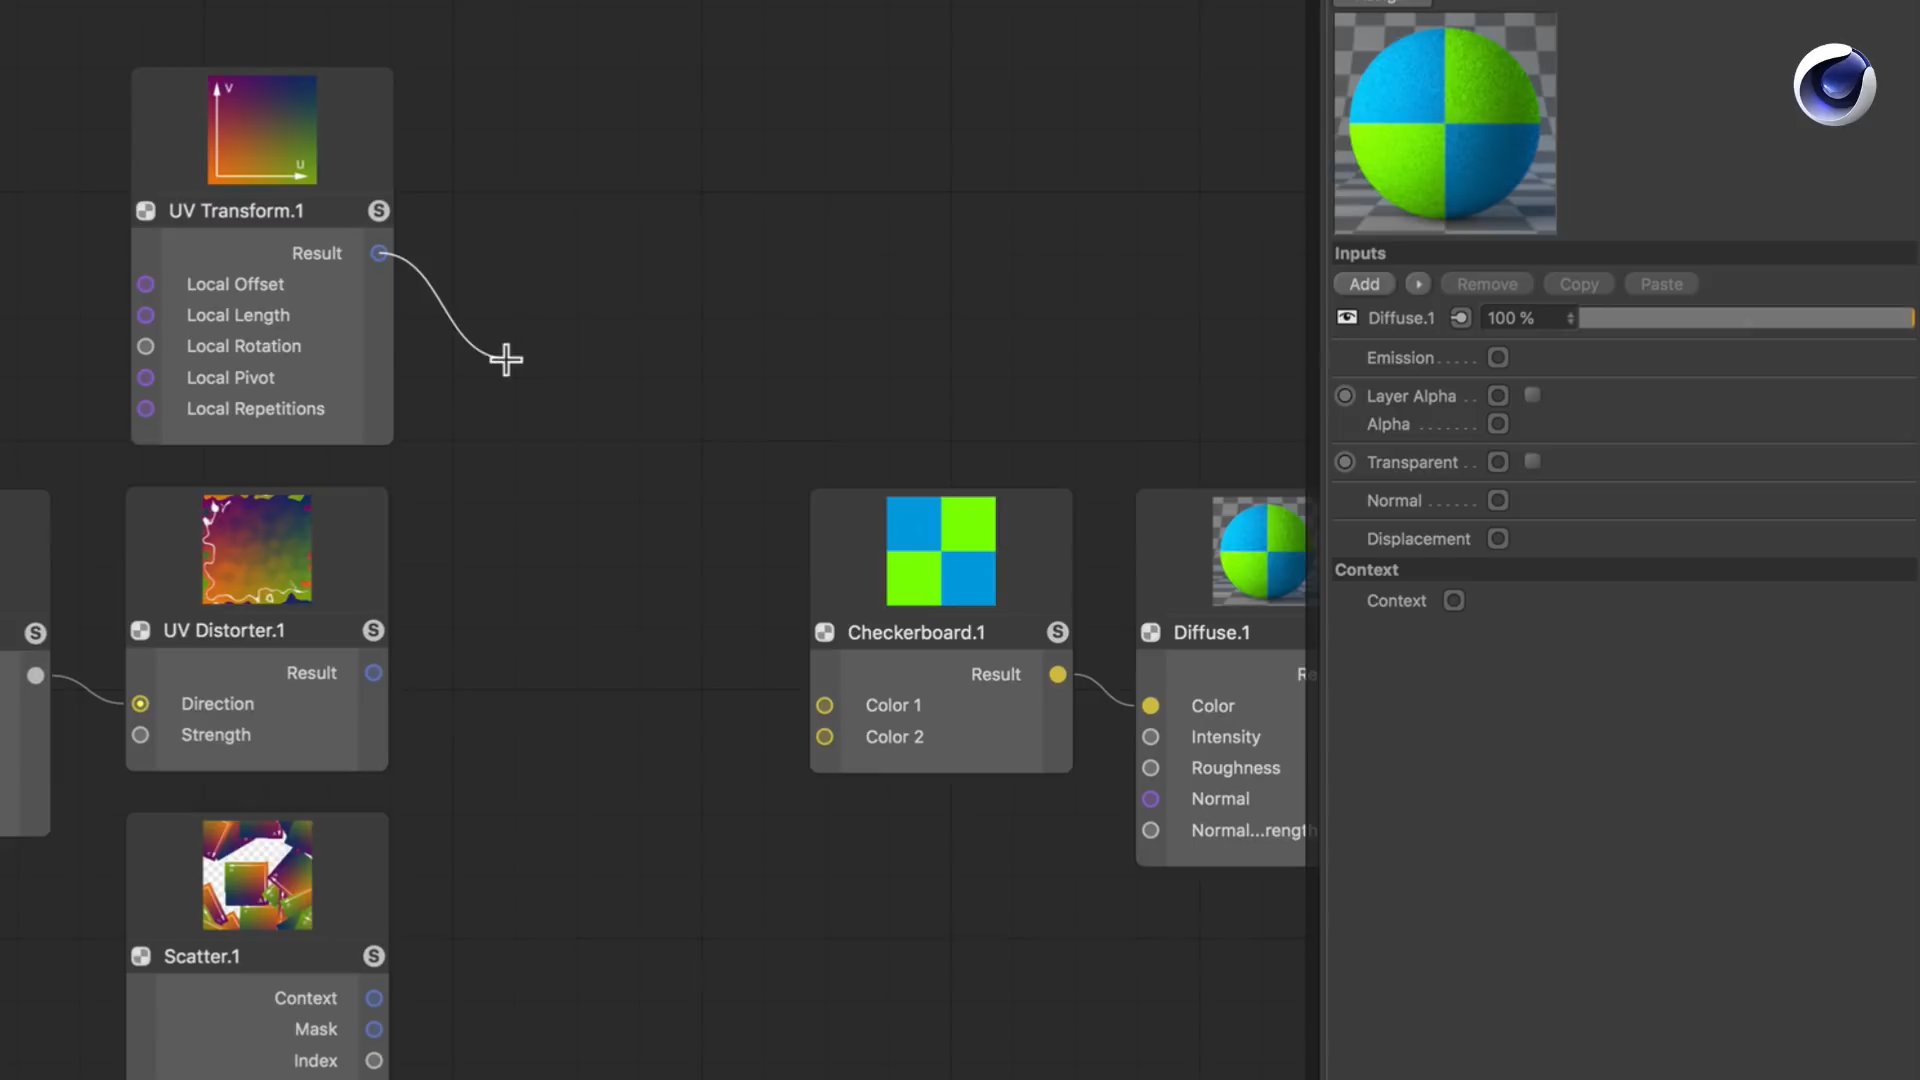 V
U
UV Transform.1
S
Result
Local Offset
Local Length
Local Rotation
Local Pivot
Local Repetitions
S
UV Distorter.1
S
Result
Direction
Strength
Scatter.1
S
Context
Mask
Index
Checkerboard.1
S
Result
Color 1
Color 2
Diffuse.1
Re
Color
Intensity
Roughness
Normal
Normal...rength
Inputs
Add
Remove
Copy
Paste
Diffuse.1
100 %
Emission.....
Layer Alpha ..
Alpha .......
Transparent ..
Normal ......
Displacement
Context
Context